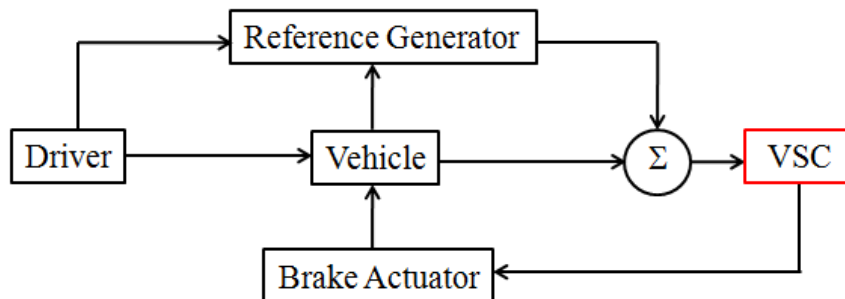 Reference Generator
Driver
Vehicle
Σ
VSC
Brake Actuator